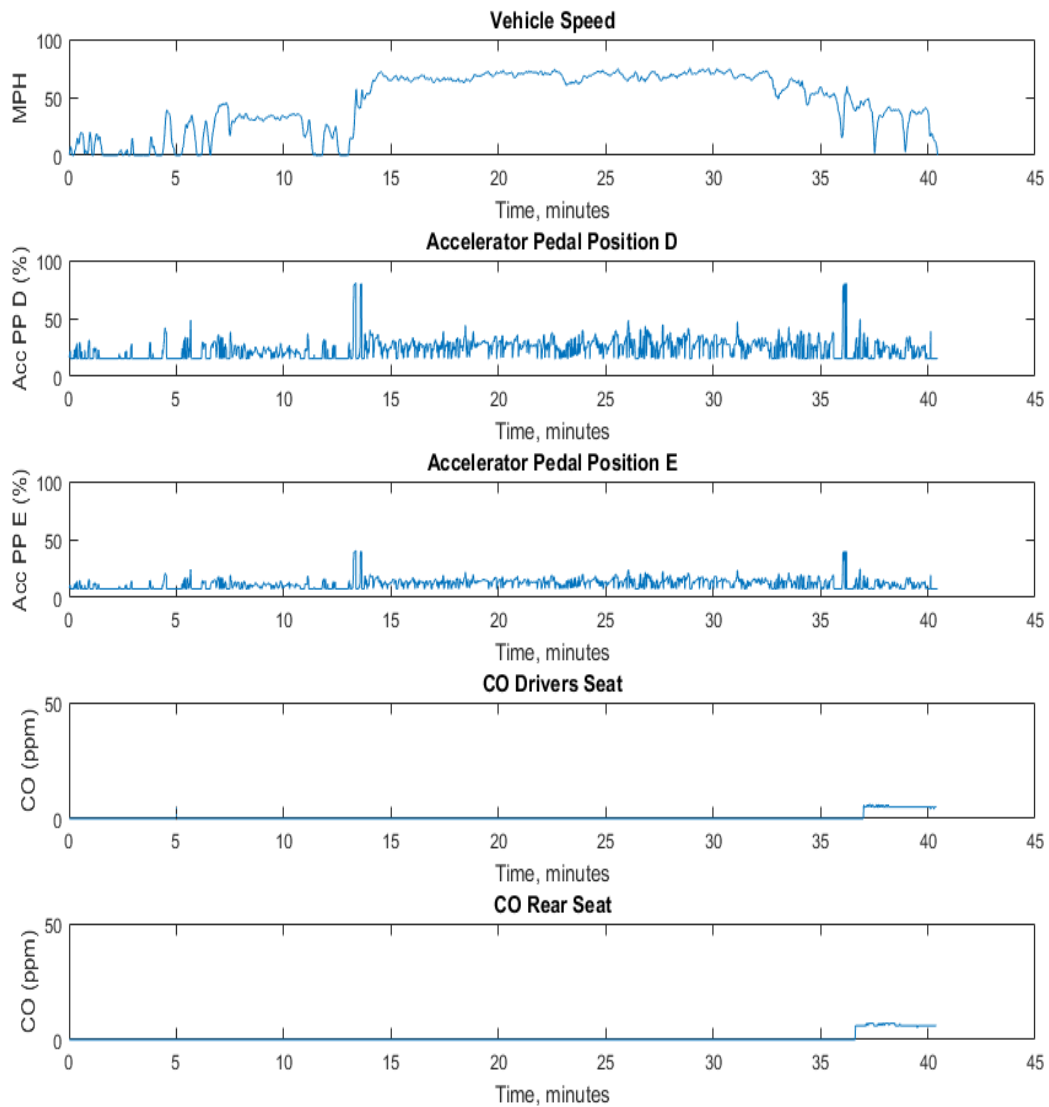 Vehicle Speed
100
50
0
MPH
0 5 10 15 20 25 30 35 40 45
Time, minutes
Accelerator Pedal Position D
100
50
0
Acc PP D (%)
0 5 10 15 20 25 30 35 40 45
Time, minutes
Accelerator Pedal Position E
100
50
0
Acc PP E (%)
0 5 10 15 20 25 30 35 40 45
Time, minutes
CO Drivers Seat
50
0
CO (ppm)
0 5 10 15 20 25 30 35 40 45
Time, minutes
CO Rear Seat
50
0
CO (ppm)
0 5 10 15 20 25 30 35 40 45
Time, minutes